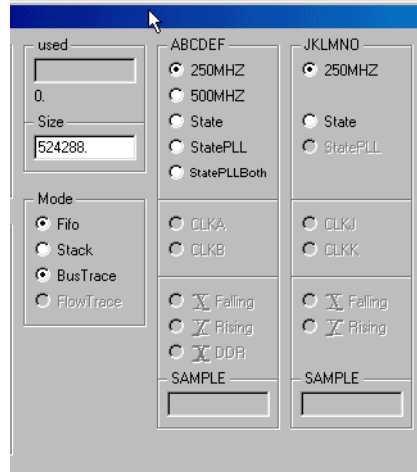 used
0.
Size
524288.
Mode
Fifo
Stack
BusTrace
FlowTrace
ABCDEF
250MHZ
500MHZ
State
StatePLL
StatePLLBoth
CLKA
CLKB
Falling
Rising
DDR
SAMPLE
JKLMNO
250MHZ
State
StatePLL
CLKJ
CLKK
Falling
Rising
SAMPLE